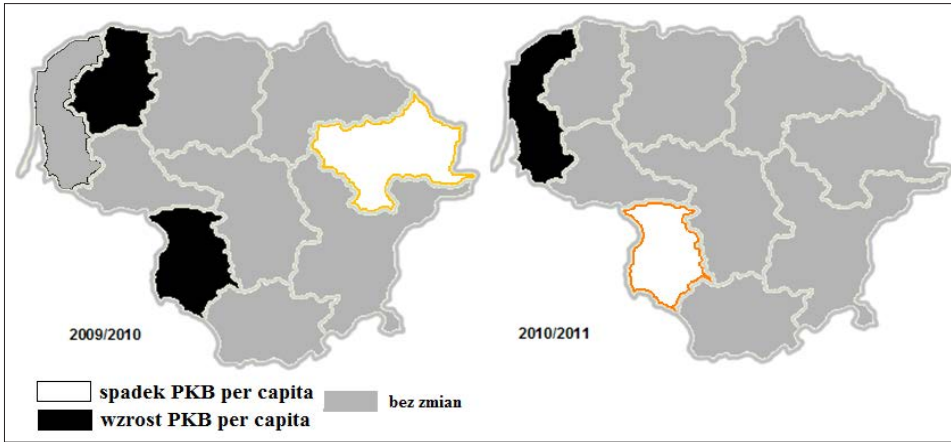 2009/2010
2010/2011
spadek PKB per capita
wzrost PKB per capita
bez zmian